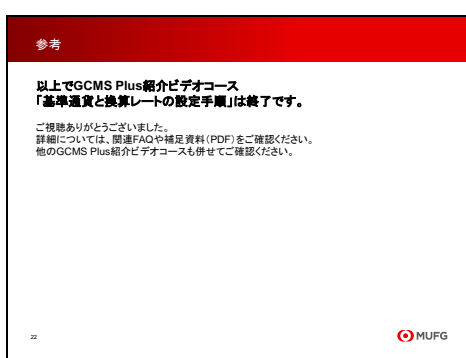 参考
以上でGCMS Plus紹介ビデオコース
「基準通貨と換算レートの設定手順」は終了です。
ご視聴ありがとうございました。
詳細については、関連FAQや補足資料(PDF)をご確認ください。
他のGCMS Plus紹介ビデオコースも併せてご確認ください。
22
MUFG